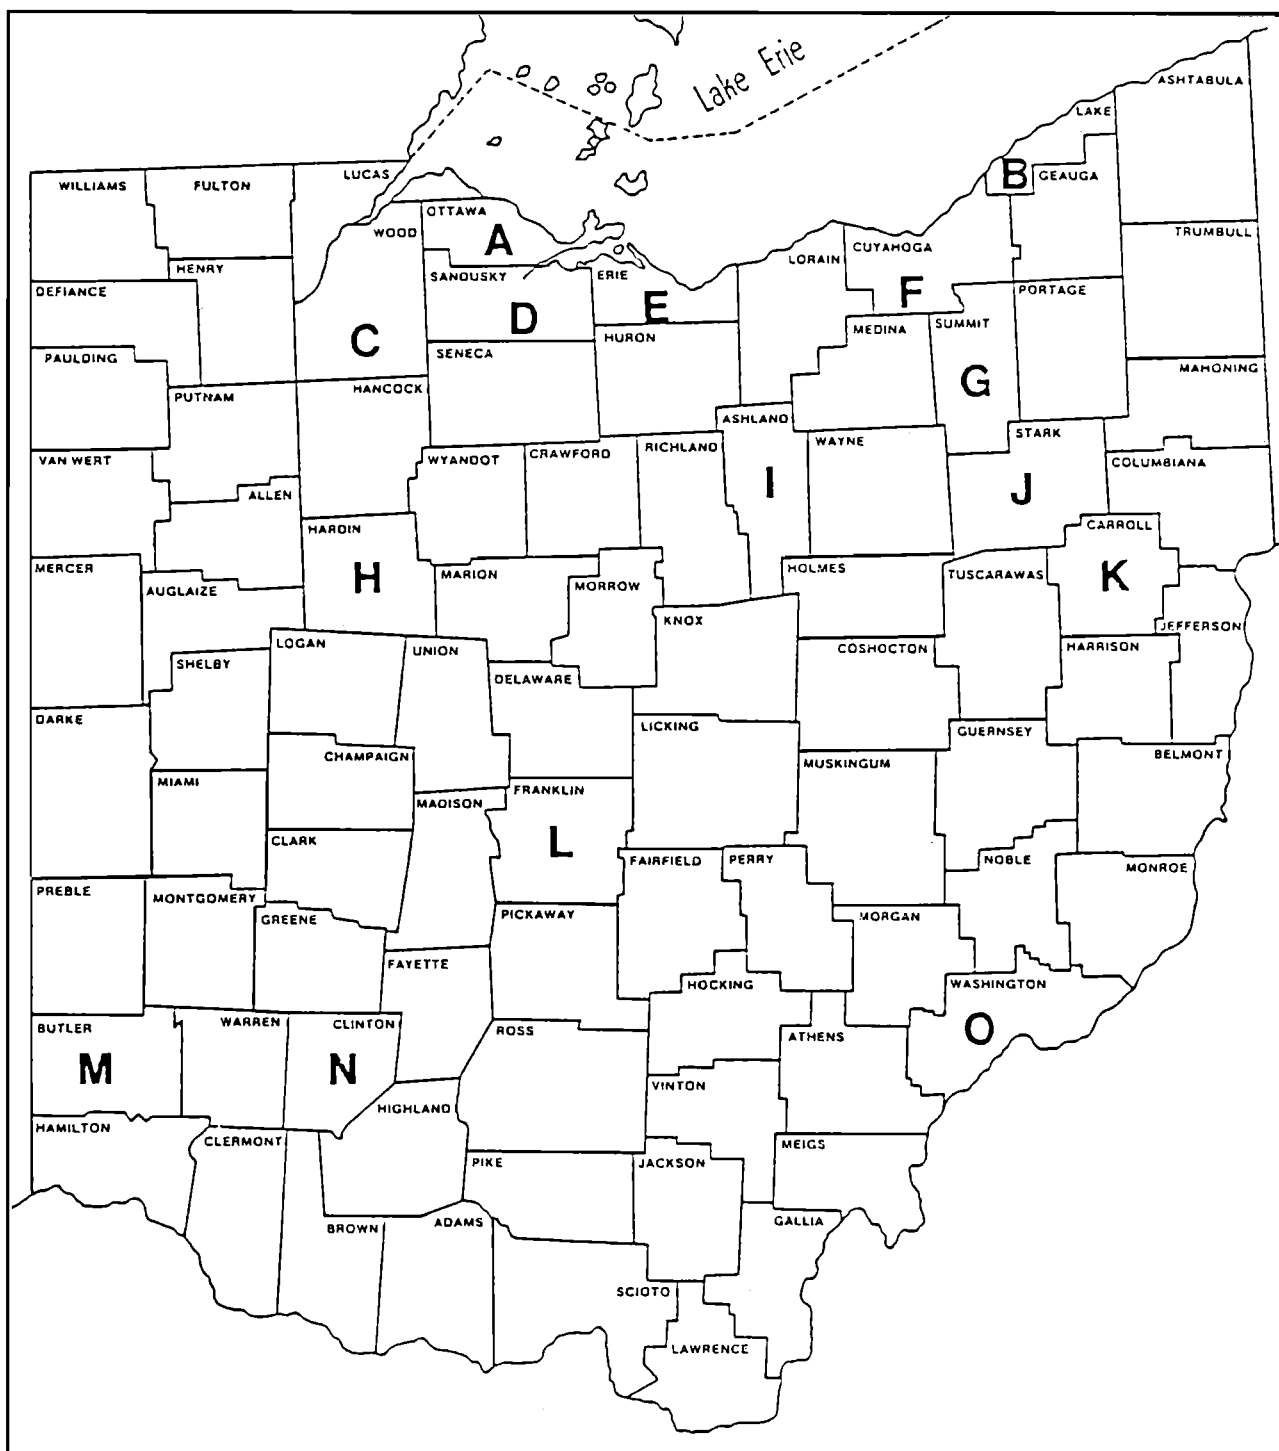 Lake Erie
ASHTABULA
LAKE
B
GEAUGA
WILLIAMS
FULTON
LUCAS
OTTAWA
A
WOOD
CUYAHOGA
LORAIN
TRUMBULL
HENRY
SANDUSKY
ERIE
DEFIANCE
D
E
F
PORTAGE
C
HURON
MEDINA
SUMMIT
PAULDING
SENECA
MAHONING
G
PUTNAM
HANCOCK
ASHLAND
STARK
VAN WERT
WYANDOT
CRAWFORD
RICHLAND
WAYNE
COLUMBIANA
I
J
ALLEN
HARDIN
CARROLL
MERCER
AUGLAIZE
H
MARION
MORROW
HOLMES
TUSCARAWAS
K
KNOX
JEFFERSON
LOGAN
UNION
COSHOCTON
HARRISON
SHELBY
DELAWARE
DARKE
LICKING
GUERNSEY
CHAMPAIGN
MUSKINGUM
BELMONT
MIAMI
MADISON
FRANKLIN
CLARK
L
FAIRFIELD
PERRY
NOBLE
MONROE
PREBLE
MONTGOMERY
GREENE
PICKAWAY
MORGAN
FAYETTE
HOCKING
WASHINGTON
BUTLER
WARREN
CLINTON
ROSS
ATHENS
O
M
N
VINTON
HIGHLAND
HAMILTON
CLERMONT
MEIGS
PIKE
JACKSON
BROWN
ADAMS
GALLIA
SCIOTO
LAWRENCE